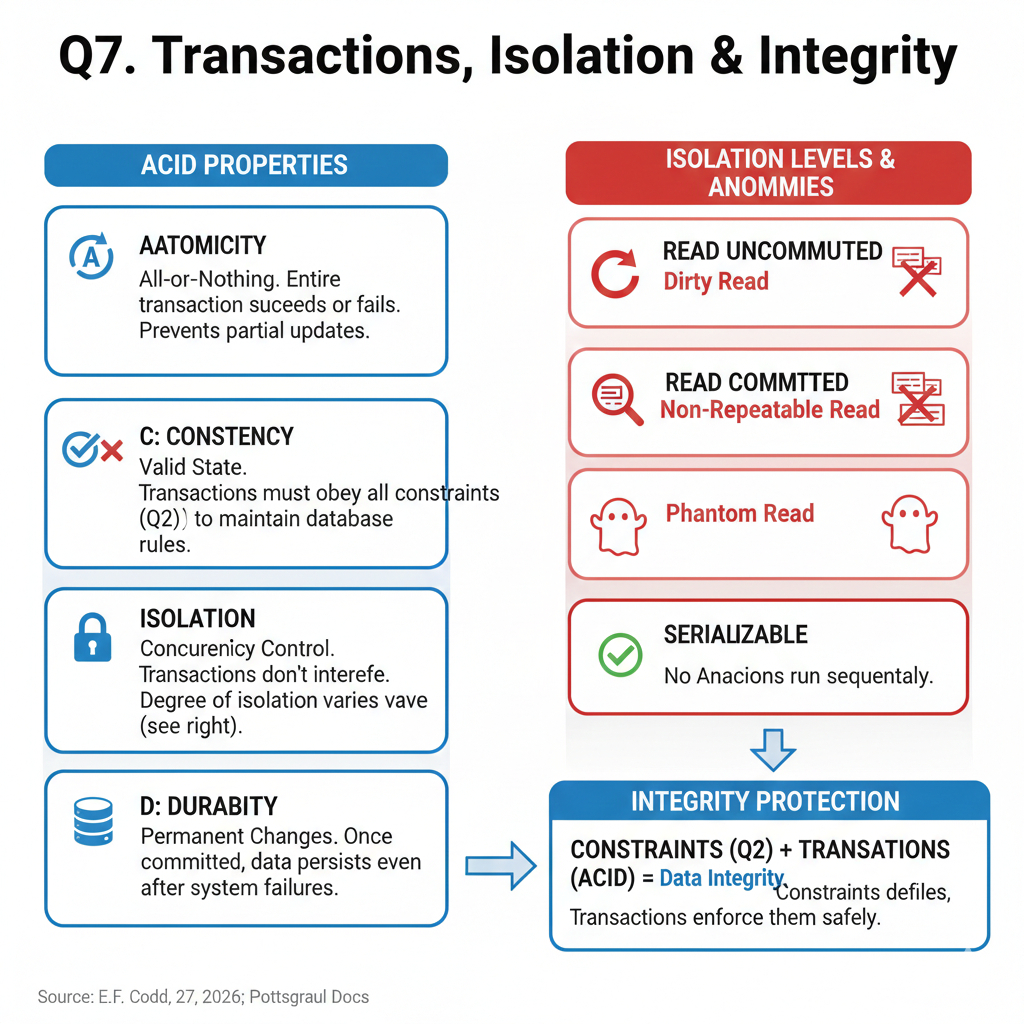 Q7. Transactions, Isolation & Integrity
ACID PROPERTIES
A
AATOMICITY
All-or-Nothing. Entire
transaction suceeds or fails.
Prevents partial updates.
C: CONSTENCY
Valid State.
Transactions must obey all constraints
(Q2)) to maintain database
rules.
ISOLATION
Concureniсy Control.
Transactions don't interefe.
Degree of isolation varies vave
(see right).
D: DURABITY
Permanent Changes. Once
committed, data persists even
after system failures.
ISOLATION LEVELS &
ANOMMIES
READ UNCOMMUTED
Dirty Read
READ COMMTTED
Non-Repeatable Read
Phantom Read
SERIALIZABLE
No Anacions run sequentaly.
INTEGRITY PROTECTION
CONSTRAINTS (Q2) + TRANSATIONS
(ACID) = Data Integrity.
Constraints defiles,
Transactions enforce them safely.
Source: E.F. Codd, 27, 2026; Pottsgraul Docs